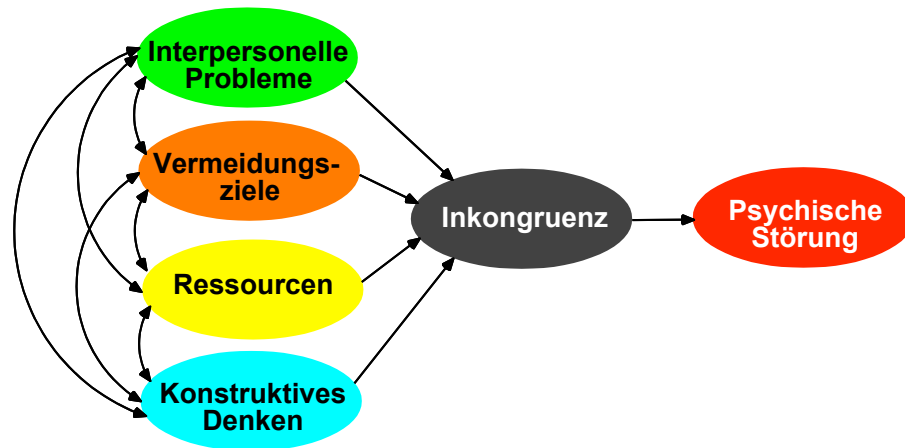 Interpersonelle
Probleme
Vermeidungs-
ziele
Ressourcen
Konstruktives
Denken
Inkongruenz
Psychische
Störung